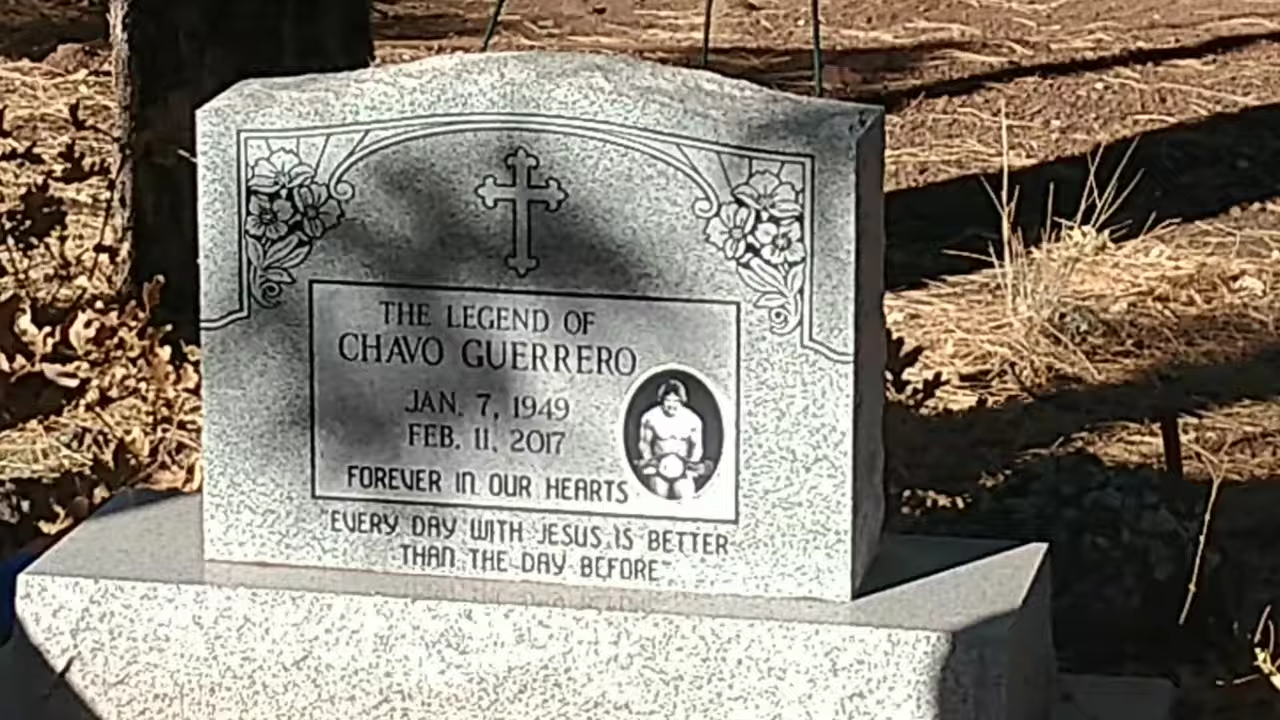 THE LEGEND OF
CHAVO GUERRERO
JAN. 7, 1949
FEB. 11, 2017
FOREVER IN OUR HEARTS
"EVERY DAY WITH JESUS IS BETTER
THAN THE DAY BEFORE"